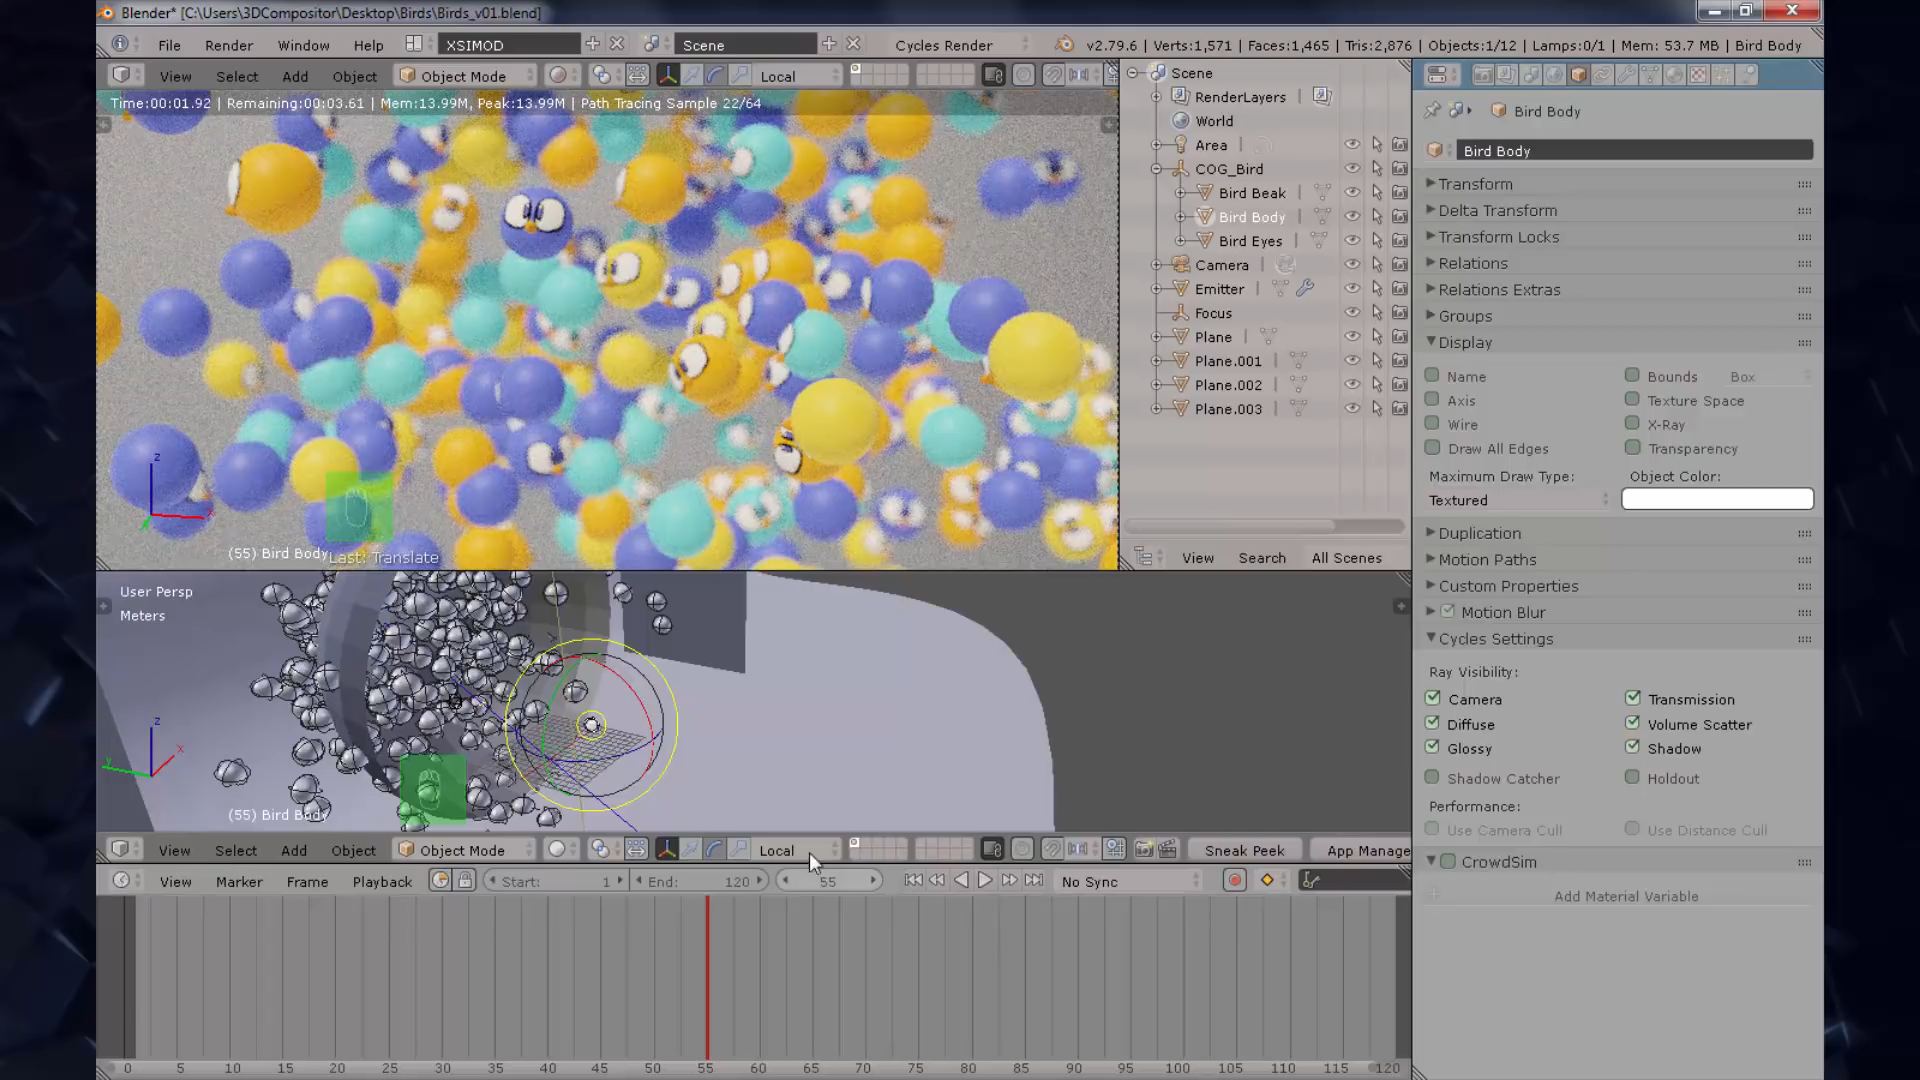 Blender* [C:\Users\3DCompositor\Desktop\Birds\Birds_v01.blend]
File Render Window Help XSIMOD Scene Cycles Render v2.79.6 | Verts:1,571 | Faces:1,465 | Tris:2,876 | Objects:1/12 | Lamps:0/1 | Mem: 53.7 MB | Bird Body
View Select Add Object Object Mode Local
Time:00:01.92 | Remaining:00:03.61 | Mem:13.99M, Peak:13.99M | Path Tracing Sample 22/64
z
x
(55) Bird Body
Last: Translate
Scene
RenderLayers
World
Area
COG_Bird
Bird Beak
Bird Body
Bird Eyes
Camera
Emitter
Focus
Plane
Plane.001
Plane.002
Plane.003
View Search All Scenes
Bird Body
Bird Body
Transform
Delta Transform
Transform Locks
Relations
Relations Extras
Groups
Display
Name Bounds Box
Axis Texture Space
Wire X-Ray
Draw All Edges Transparency
Maximum Draw Type: Object Color:
Textured
Duplication
Motion Paths
Custom Properties
Motion Blur
Cycles Settings
Ray Visibility:
Camera Transmission
Diffuse Volume Scatter
Glossy Shadow
Shadow Catcher Holdout
Performance:
Use Camera Cull Use Distance Cull
CrowdSim
Add Material Variable
User Persp
Meters
z
x
y
(55) Bird Body
View Select Add Object Object Mode Local Sneak Peek App Manage
View Marker Frame Playback Start: 1 End: 120 55 No Sync
0 5 10 15 20 25 30 35 40 45 50 55 60 65 70 75 80 85 90 95 100 105 110 115 120